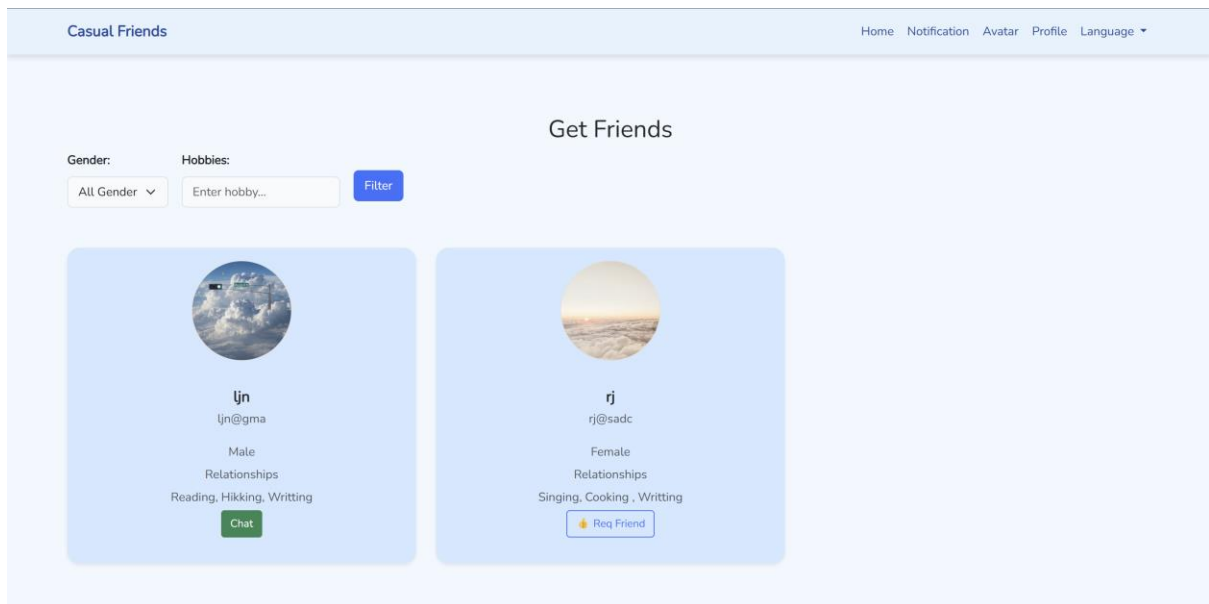 Casual Friends
Home Notification Avatar Profile Language
Get Friends
Gender: Hobbies:
All Gender Enter hobby... Filter
ljn
ljn@gma
Male
Relationships
Reading, Hikking, Writting
Chat
rj
rj@sadc
Female
Relationships
Singing, Cooking , Writting
👍 Req Friend